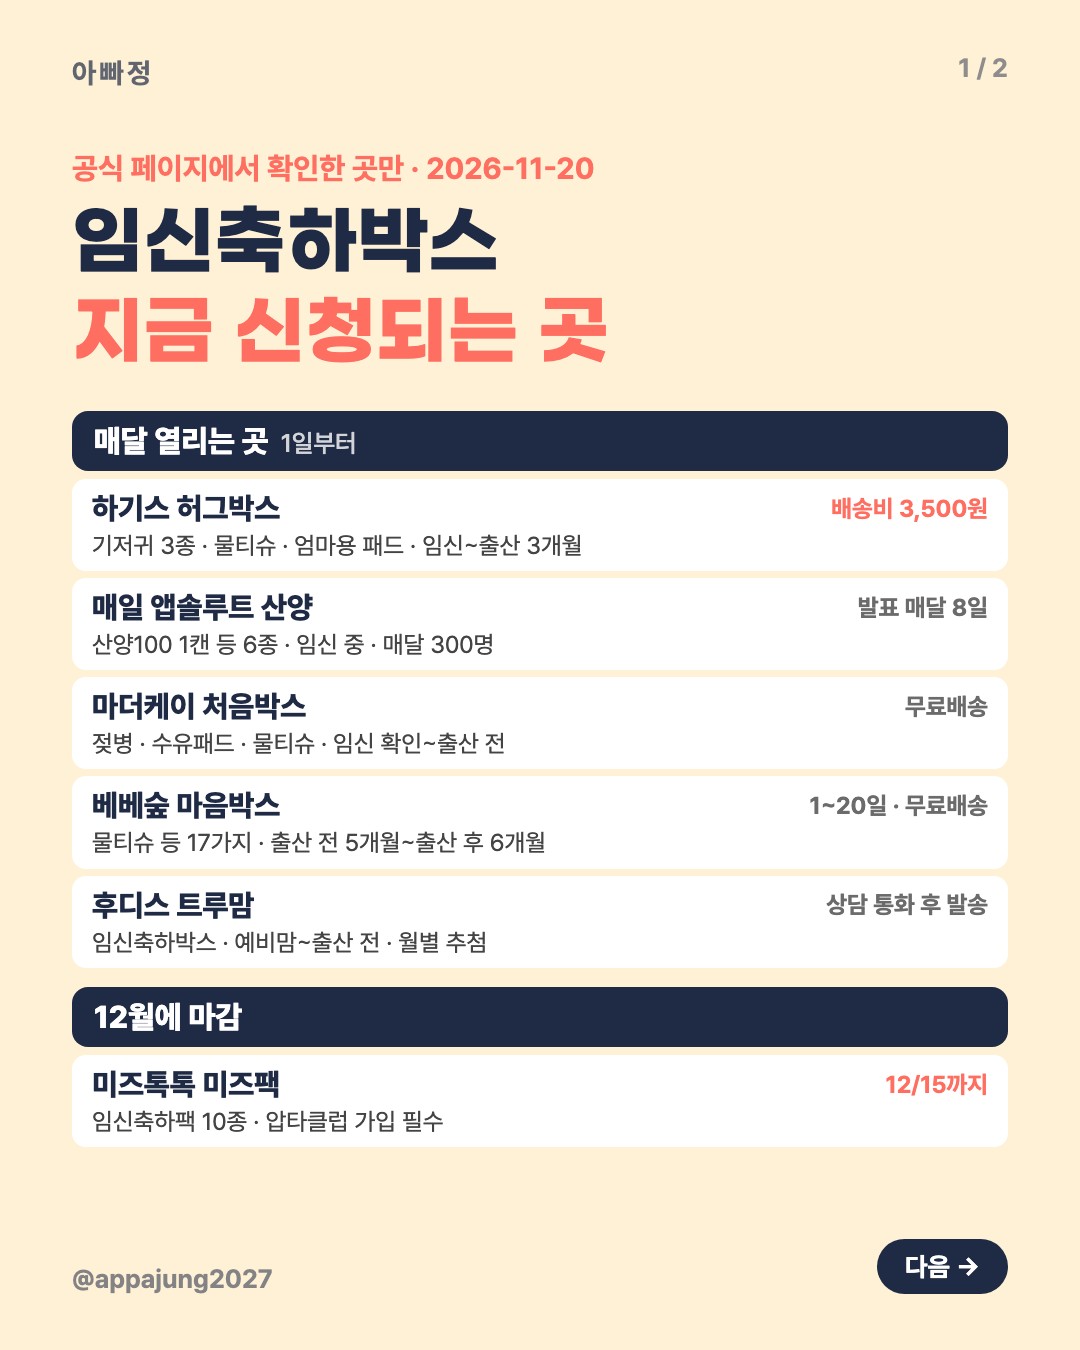 아빠정
1 / 2
공식 페이지에서 확인한 곳만 · 2026-11-20
임신축하박스
지금 신청되는 곳
매달 열리는 곳 1일부터
하기스 허그박스
배송비 3,500원
기저귀 3종 · 물티슈 · 엄마용 패드 · 임신~출산 3개월
매일 앱솔루트 산양
발표 매달 8일
산양100 1캔 등 6종 · 임신 중 · 매달 300명
마더케이 처음박스
무료배송
젖병 · 수유패드 · 물티슈 · 임신 확인~출산 전
베베숲 마음박스
1~20일 · 무료배송
물티슈 등 17가지 · 출산 전 5개월~출산 후 6개월
후디스 트루맘
상담 통화 후 발송
임신축하박스 · 예비맘~출산 전 · 월별 추첨
12월에 마감
미즈톡톡 미즈팩
12/15까지
임신축하팩 10종 · 압타클럽 가입 필수
@appajung2027
다음 →